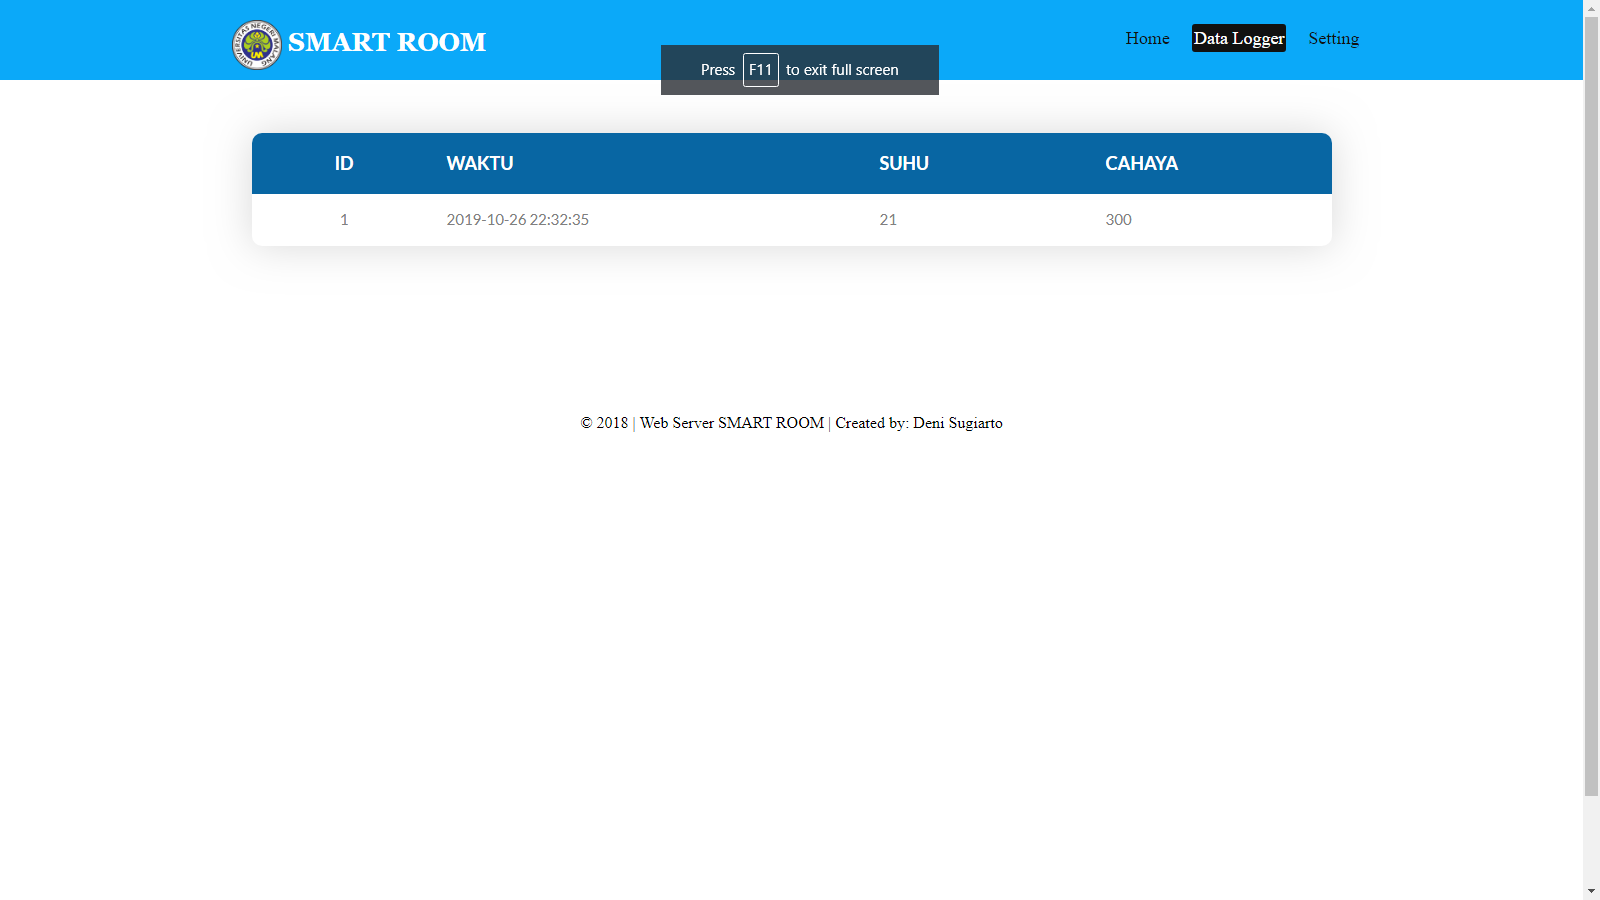 UNIVERSITAS NEGERI MALANG
UM
SMART ROOM
Home Data Logger Setting
Press F11 to exit full screen
ID WAKTU SUHU CAHAYA
1 2019-10-26 22:32:35 21 300
© 2018 | Web Server SMART ROOM | Created by: Deni Sugiarto